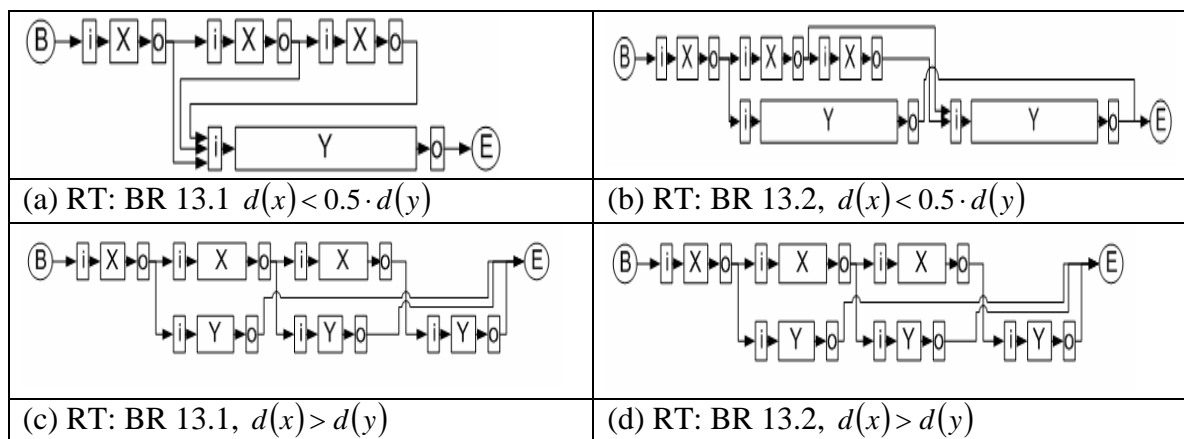 B i X o i X o i X o
i Y o E
(a) RT: BR 13.1 d(x) < 0.5 · d(y)
B i X o i X o i X o
i Y o i Y o E
(b) RT: BR 13.2, d(x) < 0.5 · d(y)
B i X o i X o i X o E
i Y o i Y o i Y o
(c) RT: BR 13.1, d(x) > d(y)
B i X o i X o i X o E
i Y o i Y o i Y o
(d) RT: BR 13.2, d(x) > d(y)